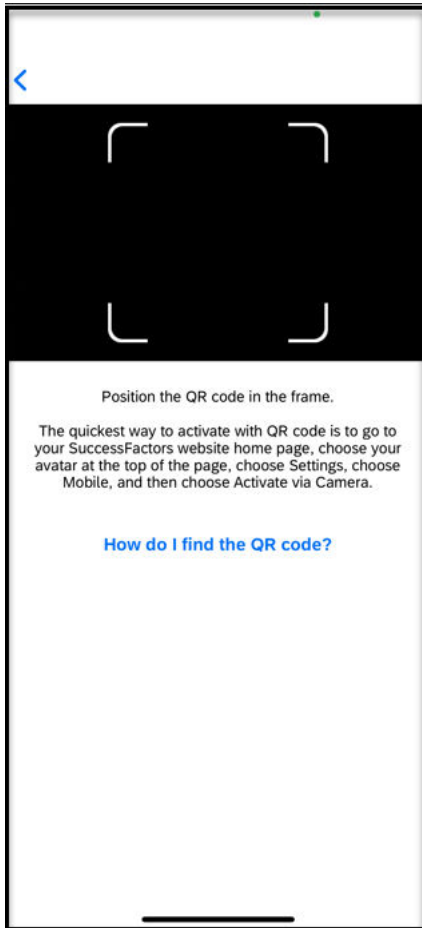 Position the QR code in the frame.
The quickest way to activate with QR code is to go to
your SuccessFactors website home page, choose your
avatar at the top of the page, choose Settings, choose
Mobile, and then choose Activate via Camera.
How do I find the QR code?